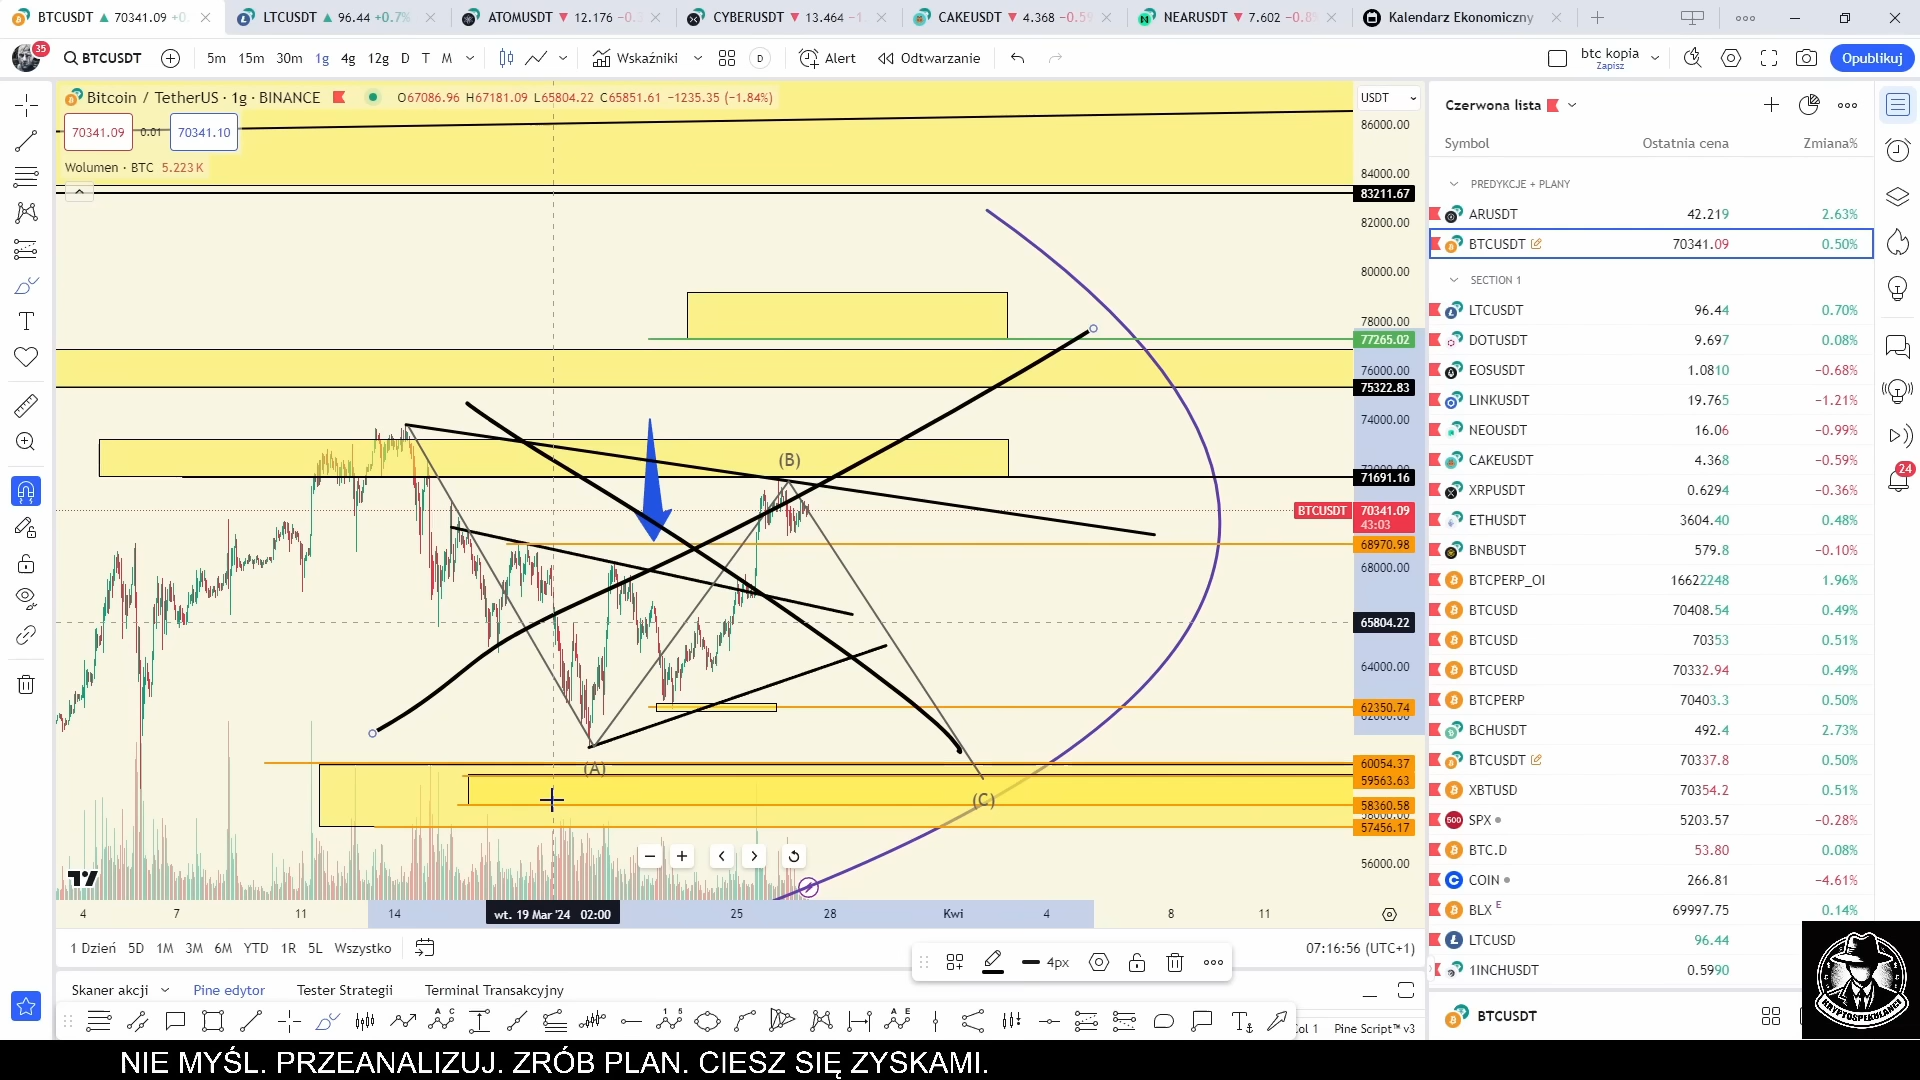 BTCUSDT ▲ 70341.09 +0. LTCUSDT ▲ 96.44 +0.7% ATOMUSDT ▼ 12.176 −0. CYBERUSDT ▼ 13.464 −1. CAKEUSDT ▼ 4.368 −0.59 NEARUSDT ▼ 7.602 −0.8 Kalendarz Ekonomiczny
35 BTCUSDT 5m 15m 30m 1g 4g 12g D T M Wskaźniki D Alert Odtwarzanie btc kopia Zapisz Opublikuj
Bitcoin / TetherUS · 1g · BINANCE O67086.96 H67181.09 L65804.22 C65851.61 −1235.35 (−1.84%)
70341.09 0.01 70341.10
Wolumen · BTC 5.223K
USDT
86000.00
84000.00
83211.67
82000.00
80000.00
78000.00
77265.02
76000.00
75322.83
74000.00
71691.16
BTCUSDT 70341.09
43:03
68970.98
68000.00
65804.22
64000.00
62350.74
60054.37
59563.63
58360.58
57456.17
56000.00
(B)
(A)
(C)
4 7 11 14 wt. 19 Mar '24 02:00 25 28 Kwi 4 8 11
1 Dzień 5D 1M 3M 6M YTD 1R 5L Wszystko 07:16:56 (UTC+1)
4px
Skaner akcji Pine edytor Tester Strategii Terminal Transakcyjny
Col 1 Pine Script™ v3
Czerwona lista
Symbol Ostatnia cena Zmiana%
PREDYKCJE + PLANY
ARUSDT 42.219 2.63%
BTCUSDT 70341.09 0.50%
SECTION 1
LTCUSDT 96.44 0.70%
DOTUSDT 9.697 0.08%
EOSUSDT 1.0810 −0.68%
LINKUSDT 19.765 −1.21%
NEOUSDT 16.06 −0.99%
CAKEUSDT 4.368 −0.59%
XRPUSDT 0.6294 −0.36%
ETHUSDT 3604.40 0.48%
BNBUSDT 579.8 −0.10%
BTCPERP_OI 16622248 1.96%
BTCUSD 70408.54 0.49%
BTCUSD 70353 0.51%
BTCUSD 70332.94 0.49%
BTCPERP 70403.3 0.50%
BCHUSDT 492.4 2.73%
BTCUSDT 70337.8 0.50%
XBTUSD 70354.2 0.51%
SPX 5203.57 −0.28%
BTC.D 53.80 0.08%
COIN 266.81 −4.61%
BLX E 69997.75 0.14%
LTCUSD 96.44
1INCHUSDT 0.5990
BTCUSDT
24
KRYPTOSPEKULANCI
NIE MYŚL. PRZEANALIZUJ. ZRÓB PLAN. CIESZ SIĘ ZYSKAMI.